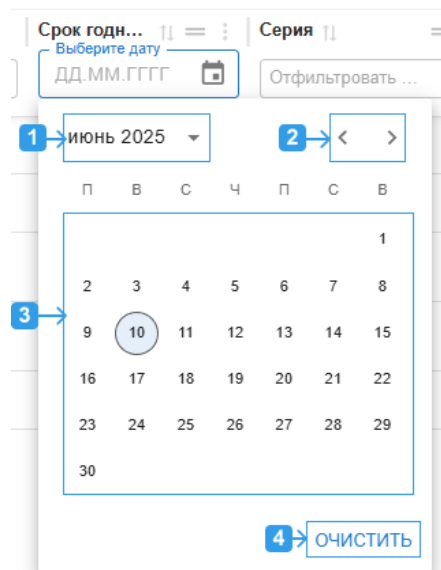 Срок годн... Серия
Выберите дату
ДД.ММ.ГГГГ Отфильтровать ...
1 июнь 2025 2
П В С Ч П С В
1
2 3 4 5 6 7 8
3
9 10 11 12 13 14 15
16 17 18 19 20 21 22
23 24 25 26 27 28 29
30
4 ОЧИСТИТЬ